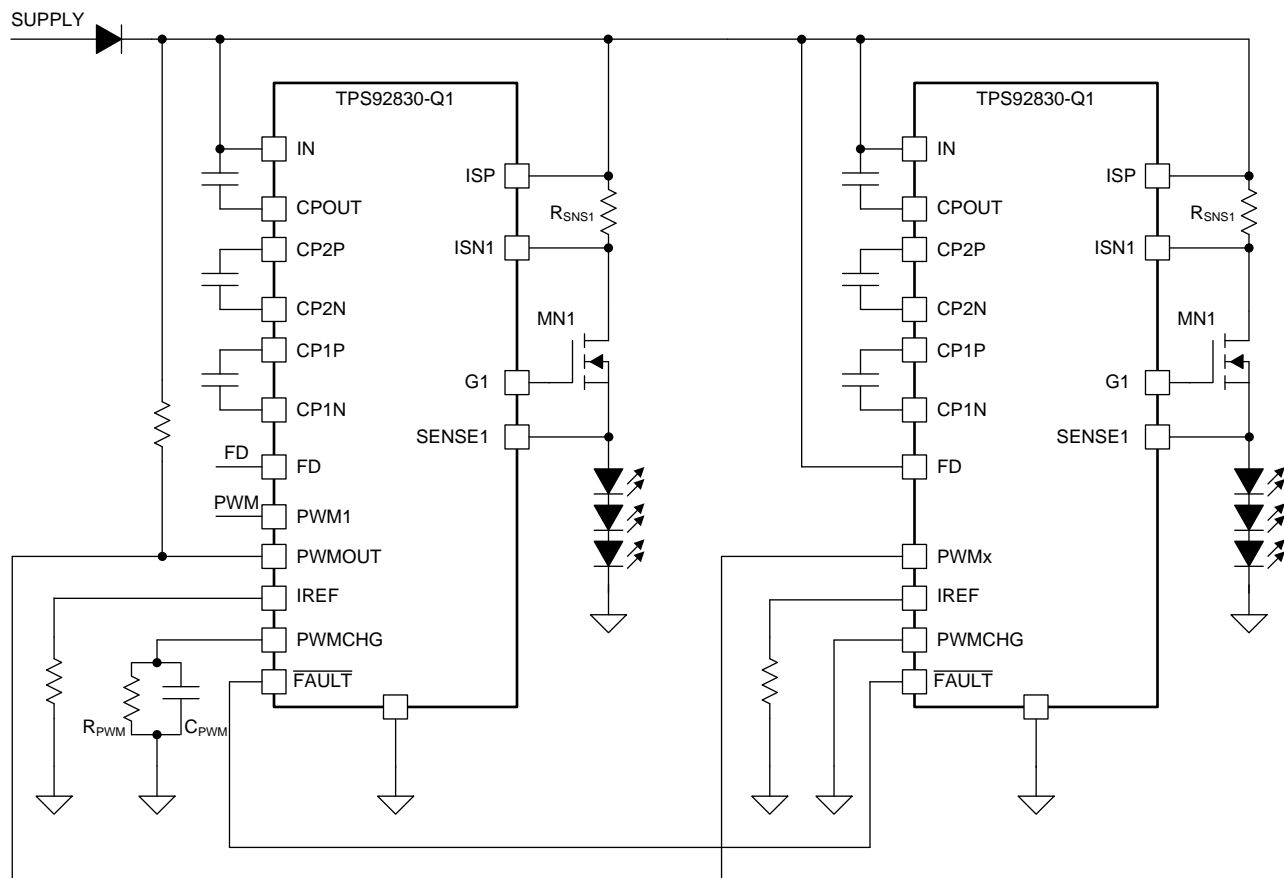 SUPPLY
TPS92830-Q1
IN
CPOUT
CP2P
CP2N
CP1P
CP1N
FD
FD
PWM
PWM1
PWMOUT
IREF
PWMCHG
FAULT
RPWM
CPWM
ISP
RSNS1
ISN1
MN1
G1
SENSE1
TPS92830-Q1
IN
CPOUT
CP2P
CP2N
CP1P
CP1N
FD
PWMx
IREF
PWMCHG
FAULT
ISP
RSNS1
ISN1
MN1
G1
SENSE1